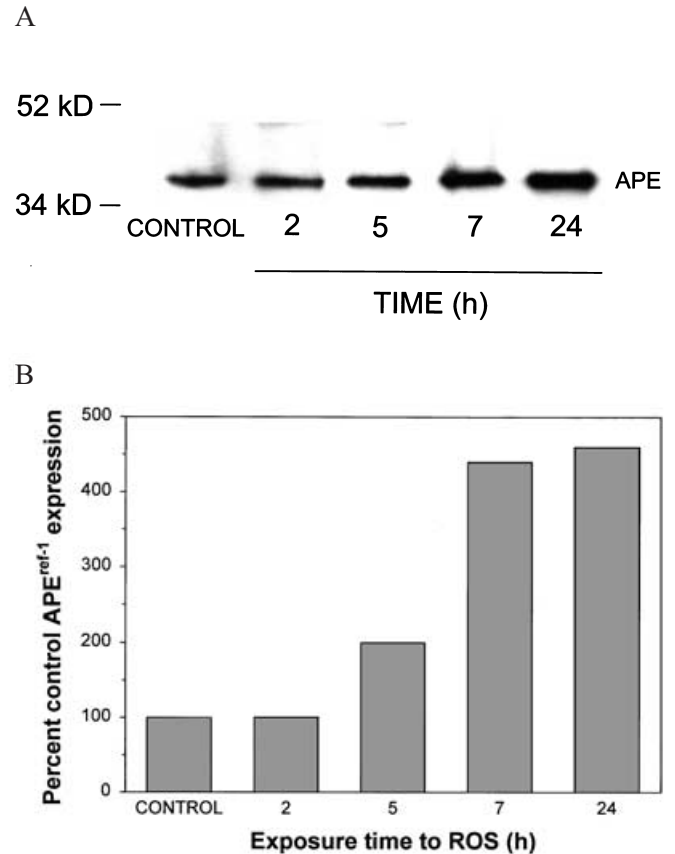 A
52 kD
APE
34 kD
CONTROL 2 5 7 24
TIME (h)
B
Percent control APEref-1 expression
500
400
300
200
100
0
CONTROL 2 5 7 24
Exposure time to ROS (h)